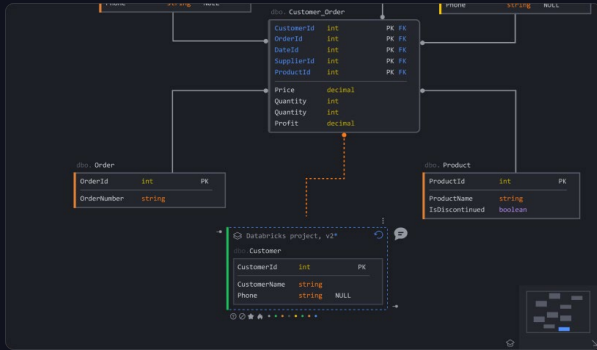 Phone string NULL
dbo. Customer_Order
Phone string NULL
CustomerId int PK FK
OrderId int PK FK
DateId int PK FK
SupplierId int PK FK
ProductId int PK FK
Price decimal
Quantity int
Quantity int
Profit decimal
dbo. Order
OrderId int PK
OrderNumber string
dbo. Product
ProductId int PK
ProductName string
IsDiscontinued boolean
Databricks project, v2*
dbo. Customer
CustomerId int PK
CustomerName string
Phone string NULL